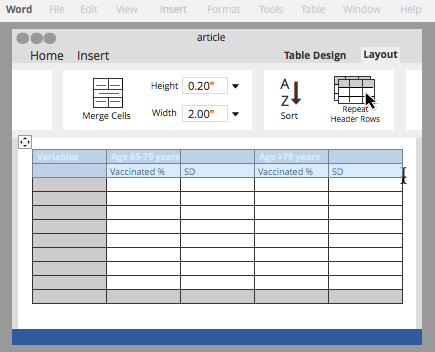 Word File Edit View Insert Format Tools Table Window Help
article
Home Insert Table Design Layout
Merge Cells
Height 0.20"
Width 2.00"
A
Z
Sort
Repeat
Header Rows
Variables Age 65-79 years Age >79 years
Vaccinated % SD Vaccinated % SD